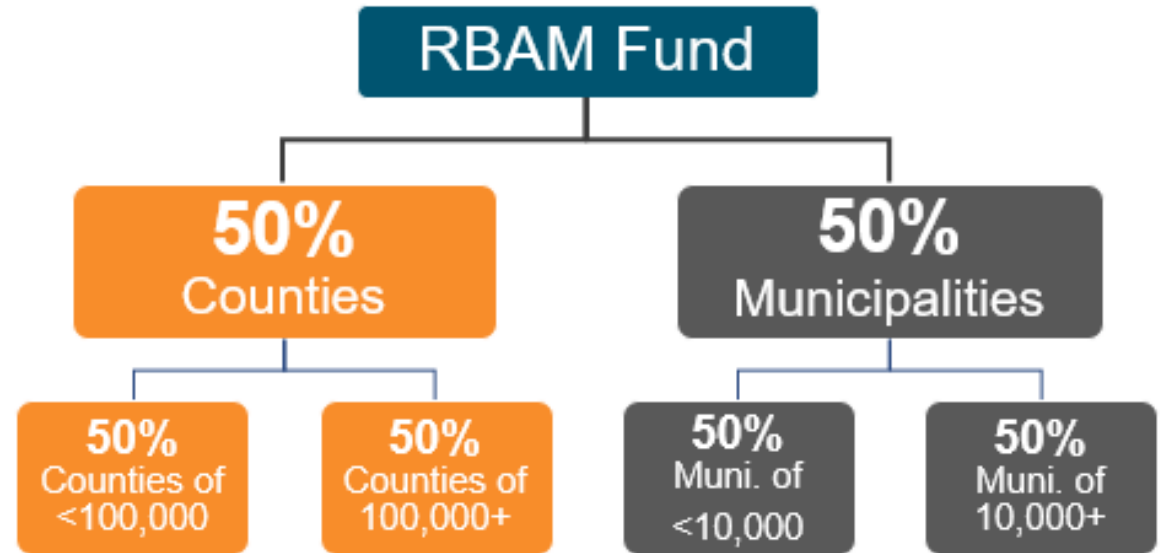 RBAM Fund
50%
Counties
50%
Municipalities
50%
Counties of
<100,000
50%
Counties of
100,000+
50%
Muni. of
<10,000
50%
Muni. of
10,000+